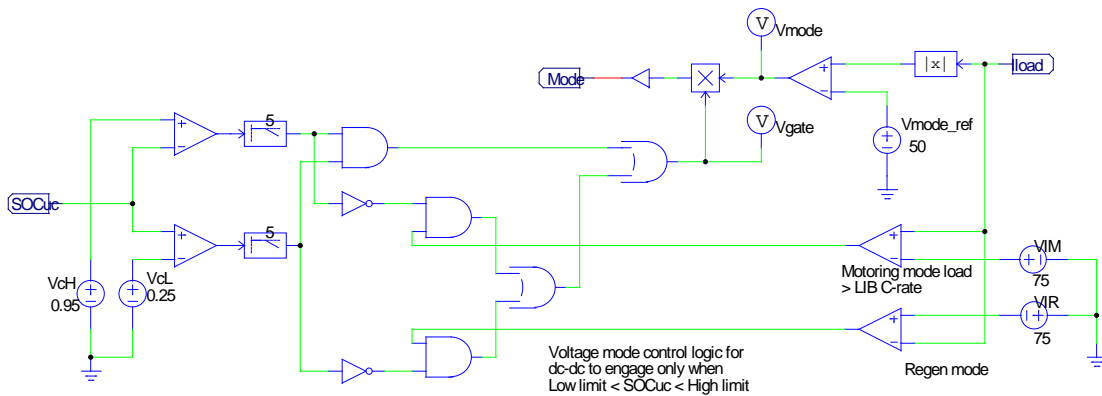 V
Vmode
Mode
|x|
Iload
5
V
Vgate
Vmode_ref
50
SOCuc
5
VcH
0.95
VcL
0.25
Motoring mode load
> LIB C-rate
VIM
75
VIR
75
Voltage mode control logic for
dc-dc to engage only when
Low limit < SOCuc < High limit
Regen mode